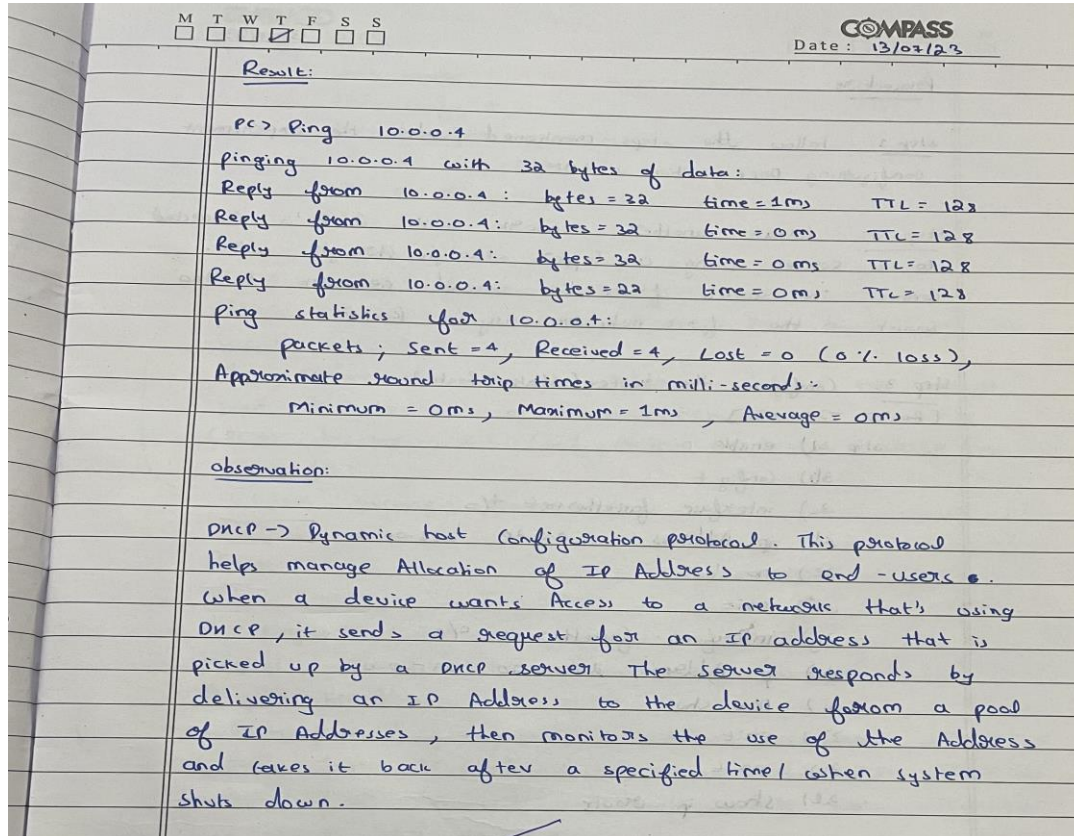 M T W T F S S
COMPASS
Date: 13/07/23
Result:
PC> Ping 10.0.0.4
pinging 10.0.0.4 with 32 bytes of data:
Reply from 10.0.0.4: bytes = 32 time = 1ms TTL = 128
Reply from 10.0.0.4: bytes = 32 time = 0ms TTL = 128
Reply from 10.0.0.4: bytes = 32 time = 0ms TTL = 128
Reply from 10.0.0.4: bytes = 22 time = 0ms TTL = 128
Ping statistics for 10.0.0.4:
packets; Sent = 4, Received = 4, Lost = 0 (0% loss),
Approximate round trip times in milli-seconds:
Minimum = 0ms, Maximum = 1ms, Average = 0ms
observation:
DHCP -> Dynamic host Configuration protocol. This protocol
helps manage Allocation of IP Address to end-users.
when a device wants Access to a network that's using
DHCP, it sends a request for an IP address that is
picked up by a DHCP server The server responds by
delivering an IP Address to the device from a pool
of IP Addresses, then monitors the use of the Address
and takes it back after a specified time/ when system
shuts down.